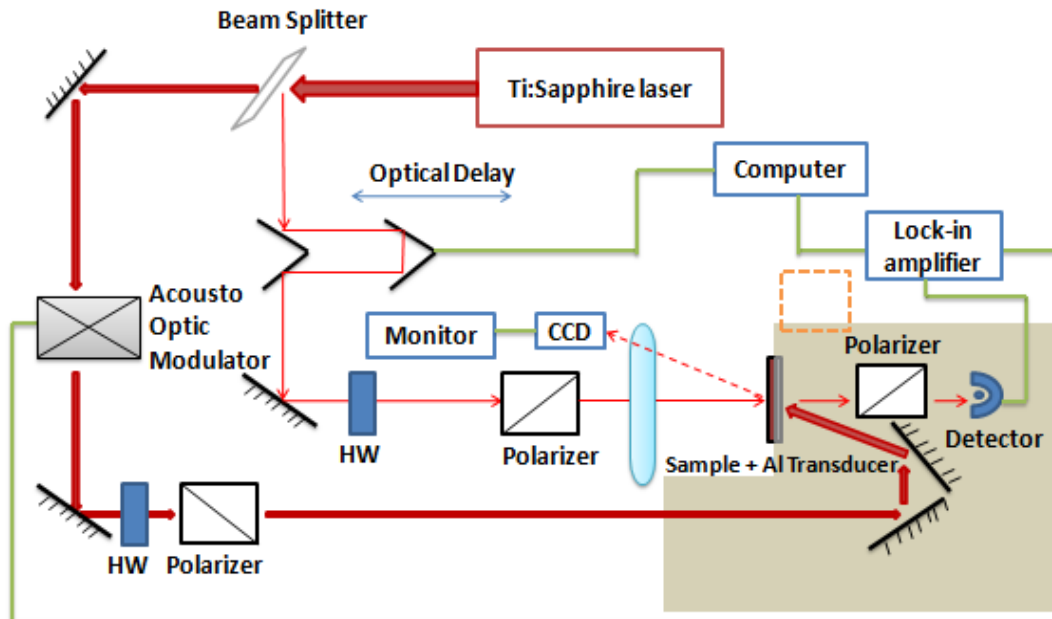 Beam Splitter
Ti:Sapphire laser
Optical Delay
Computer
Lock-in
amplifier
Acousto
Optic
Modulator
Monitor
CCD
Polarizer
HW
Polarizer
Sample + Al Transducer
Detector
HW
Polarizer